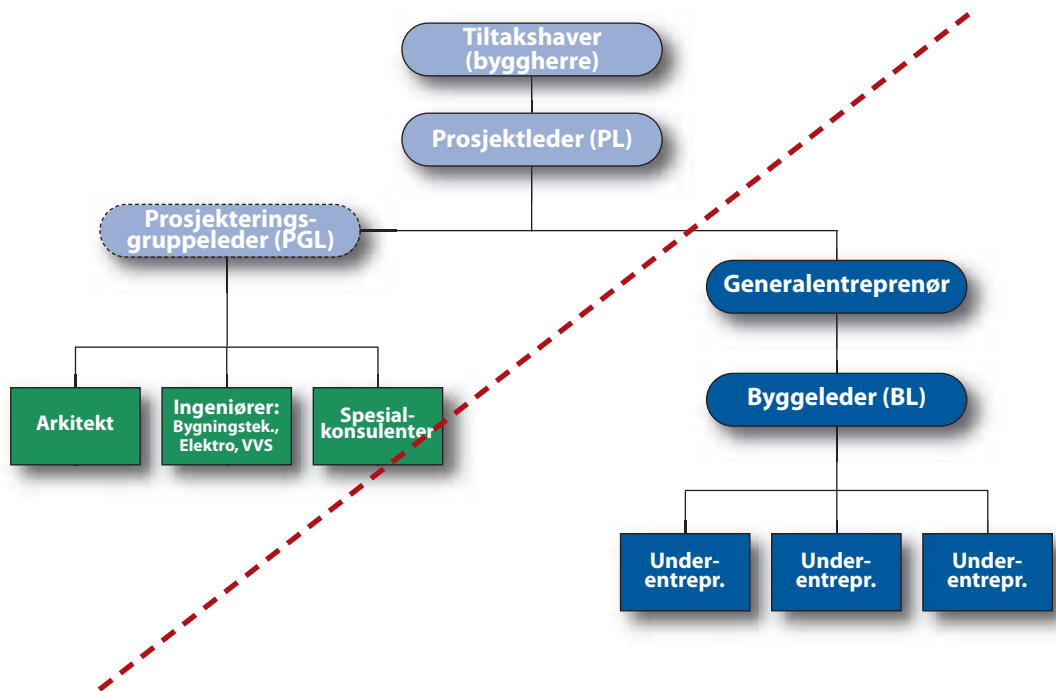 Tiltakshaver
(byggherre)
Prosjektleder (PL)
Prosjekterings-
gruppeleder (PGL)
Generalentreprenør
Byggeleder (BL)
Arkitekt
Ingeniører:
Bygningstek.,
Elektro, VVS
Spesial-
konsulenter
Under-
entrepr.
Under-
entrepr.
Under-
entrepr.